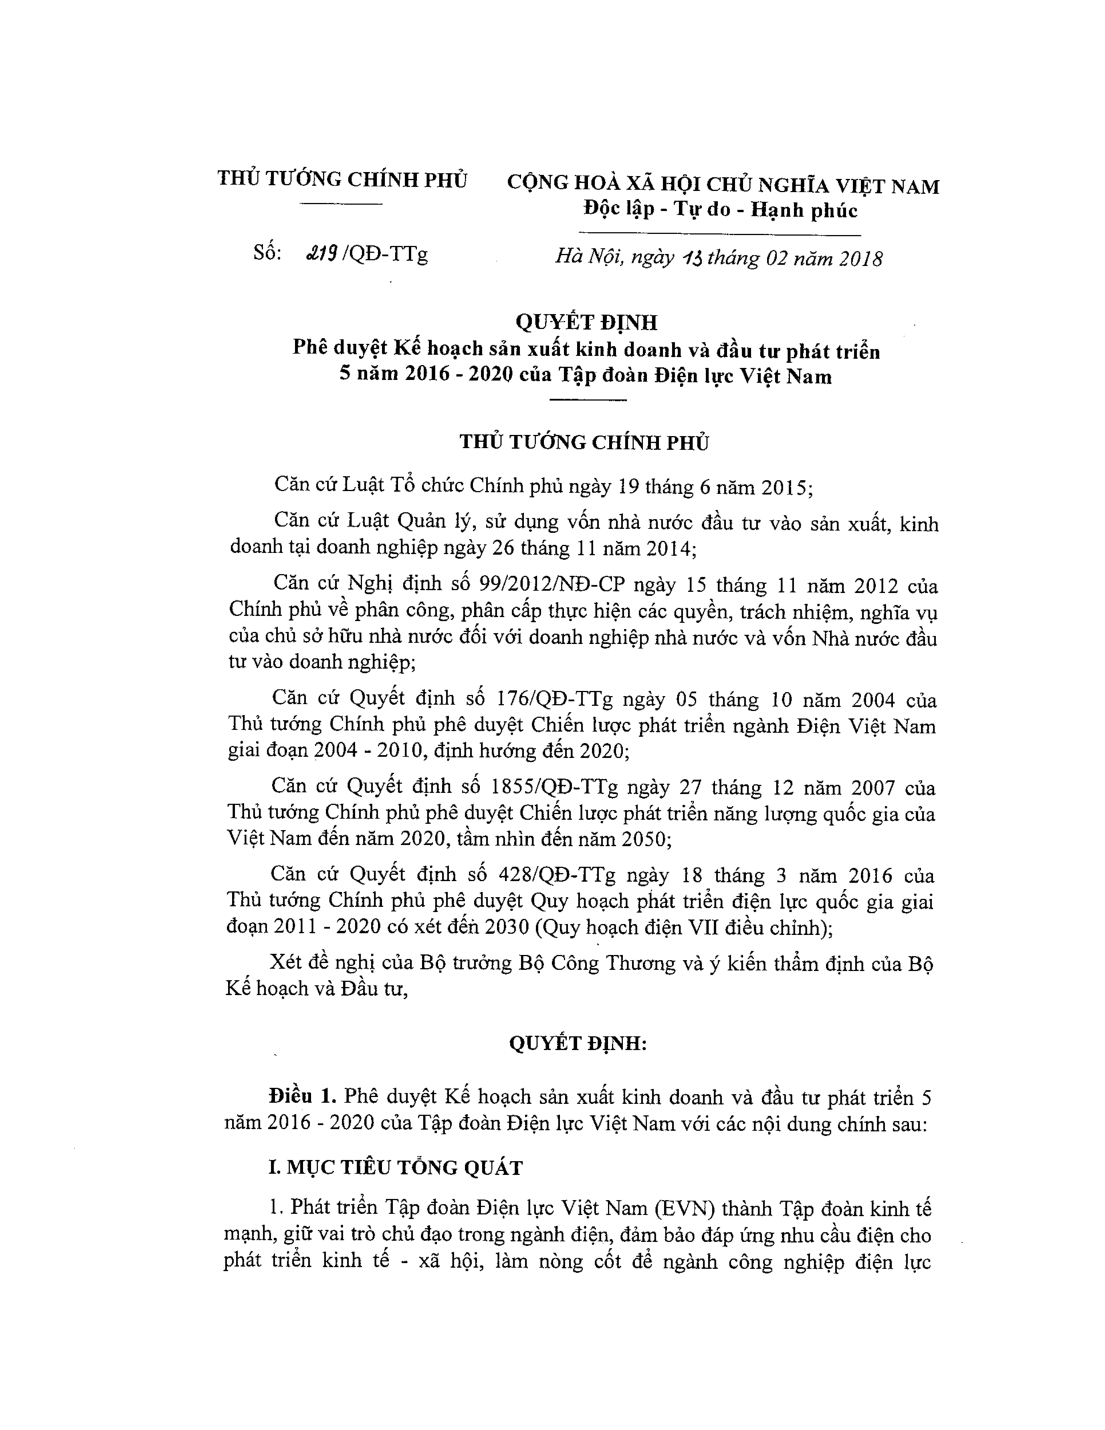 THỦ TƯỚNG CHÍNH PHỦ
CỘNG HOÀ XÃ HỘI CHỦ NGHĨA VIỆT NAM
Độc lập - Tự do - Hạnh phúc
Số: 219/QĐ-TTg
Hà Nội, ngày 13 tháng 02 năm 2018
QUYẾT ĐỊNH
Phê duyệt Kế hoạch sản xuất kinh doanh và đầu tư phát triển
5 năm 2016 - 2020 của Tập đoàn Điện lực Việt Nam
THỦ TƯỚNG CHÍNH PHỦ
Căn cứ Luật Tổ chức Chính phủ ngày 19 tháng 6 năm 2015;
Căn cứ Luật Quản lý, sử dụng vốn nhà nước đầu tư vào sản xuất, kinh
doanh tại doanh nghiệp ngày 26 tháng 11 năm 2014;
Căn cứ Nghị định số 99/2012/NĐ-CP ngày 15 tháng 11 năm 2012 của
Chính phủ về phân công, phân cấp thực hiện các quyền, trách nhiệm, nghĩa vụ
của chủ sở hữu nhà nước đối với doanh nghiệp nhà nước và vốn Nhà nước đầu
tư vào doanh nghiệp;
Căn cứ Quyết định số 176/QĐ-TTg ngày 05 tháng 10 năm 2004 của
Thủ tướng Chính phủ phê duyệt Chiến lược phát triển ngành Điện Việt Nam
giai đoạn 2004 - 2010, định hướng đến 2020;
Căn cứ Quyết định số 1855/QĐ-TTg ngày 27 tháng 12 năm 2007 của
Thủ tướng Chính phủ phê duyệt Chiến lược phát triển năng lượng quốc gia của
Việt Nam đến năm 2020, tầm nhìn đến năm 2050;
Căn cứ Quyết định số 428/QĐ-TTg ngày 18 tháng 3 năm 2016 của
Thủ tướng Chính phủ phê duyệt Quy hoạch phát triển điện lực quốc gia giai
đoạn 2011 - 2020 có xét đến 2030 (Quy hoạch điện VII điều chỉnh);
Xét đề nghị của Bộ trưởng Bộ Công Thương và ý kiến thẩm định của Bộ
Kế hoạch và Đầu tư,
QUYẾT ĐỊNH:
Điều 1. Phê duyệt Kế hoạch sản xuất kinh doanh và đầu tư phát triển 5
năm 2016 - 2020 của Tập đoàn Điện lực Việt Nam với các nội dung chính sau:
I. MỤC TIÊU TỔNG QUÁT
1. Phát triển Tập đoàn Điện lực Việt Nam (EVN) thành Tập đoàn kinh tế
mạnh, giữ vai trò chủ đạo trong ngành điện, đảm bảo đáp ứng nhu cầu điện cho
phát triển kinh tế - xã hội, làm nòng cốt để ngành công nghiệp điện lực